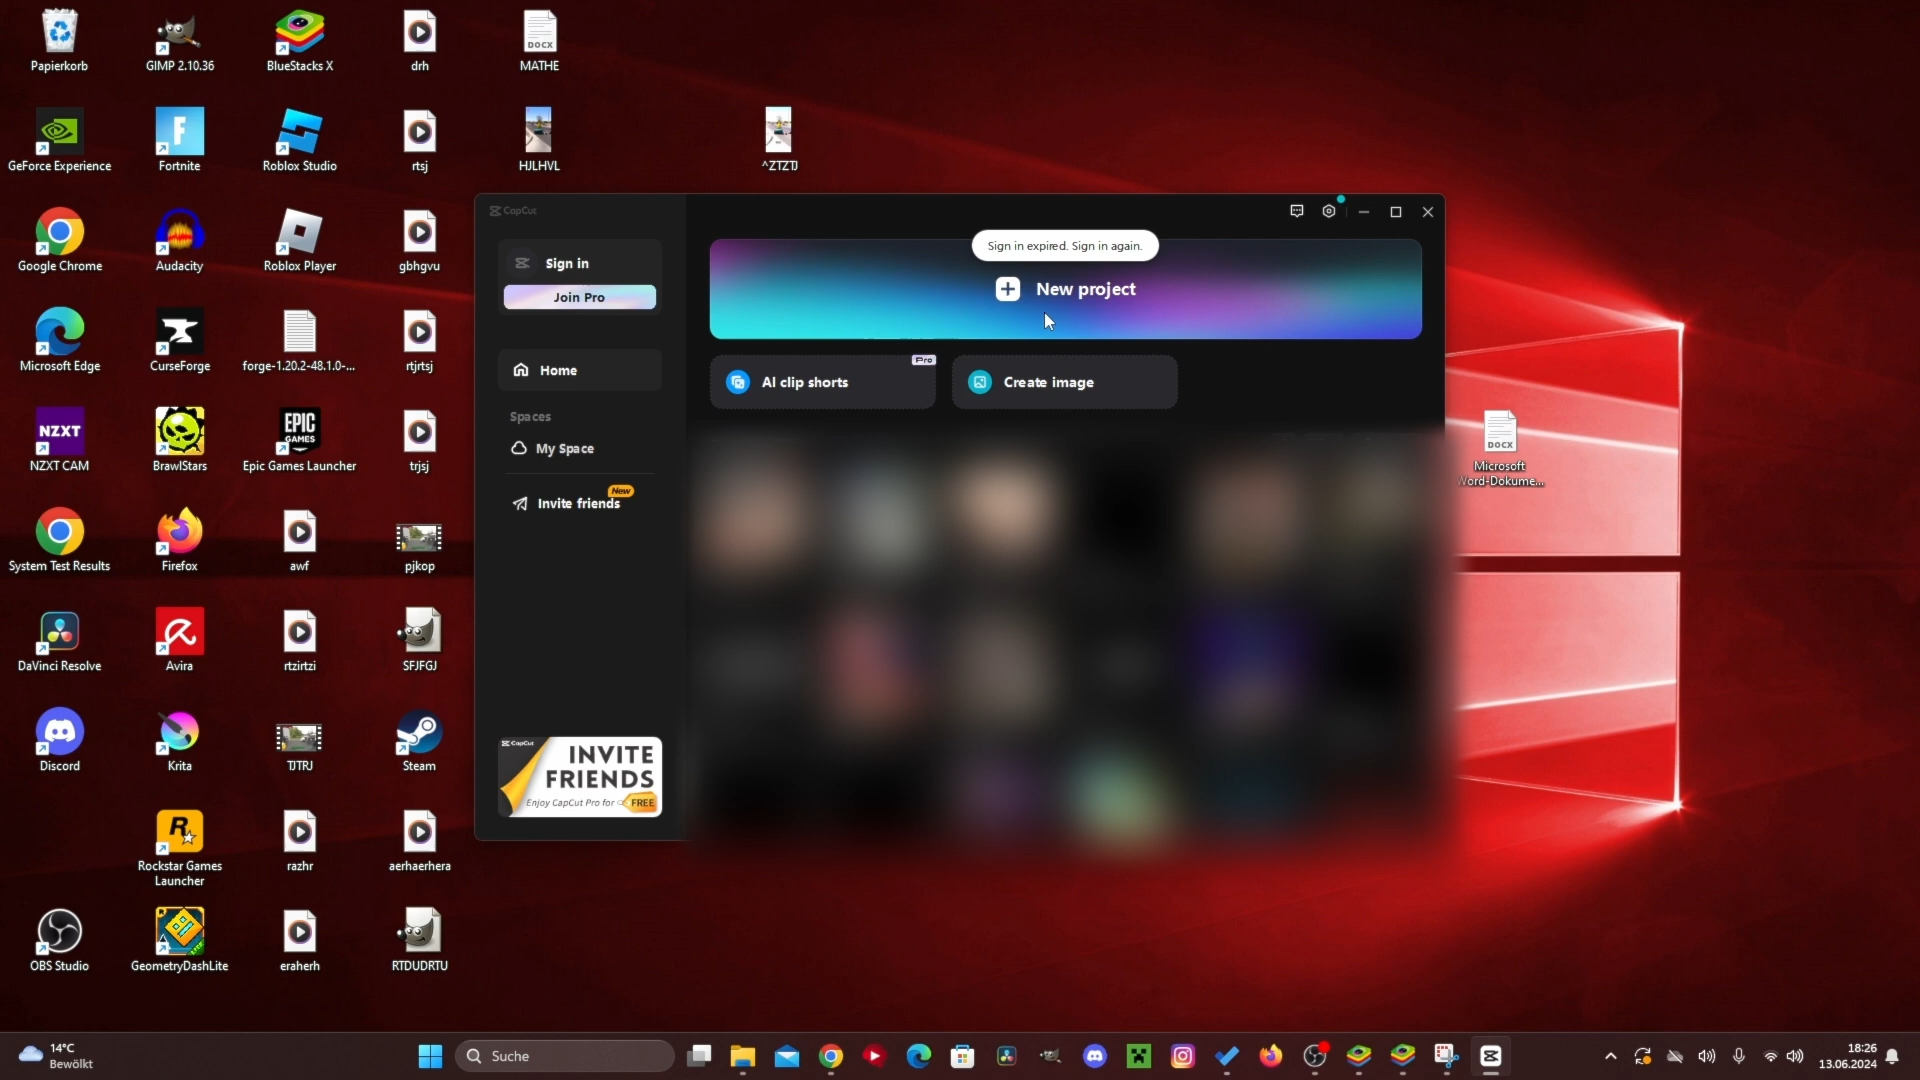 Papierkorb
GIMP 2.10.36
BlueStacks X
drh
DOCX
MATHE
GeForce Experience
F
Fortnite
Roblox Studio
rtsj
HJLHVL
^ZTZTJ
Google Chrome
Audacity
Roblox Player
gbhgvu
Microsoft Edge
CurseForge
forge-1.20.2-48.1.0-...
rtjrtsj
NZXT
NZXT CAM
BrawlStars
EPIC
GAMES
Epic Games Launcher
trjsj
System Test Results
Firefox
awf
pjkop
DaVinci Resolve
Avira
rtzirtzi
SFJFGJ
Discord
Krita
TJTRJ
Steam
R
Rockstar Games
Launcher
razhr
aerhaerhera
OBS Studio
GeometryDashLite
eraherh
RTDUDRTU
CapCut
Sign in
Join Pro
Home
Spaces
My Space
Invite friends
New
CapCut
INVITE
FRIENDS
Enjoy CapCut Pro for
FREE
Sign in expired. Sign in again.
New project
AI clip shorts
Pro
Create image
DOCX
Microsoft
Word-Dokume...
14°C
Bewölkt
Suche
18:26
13.06.2024